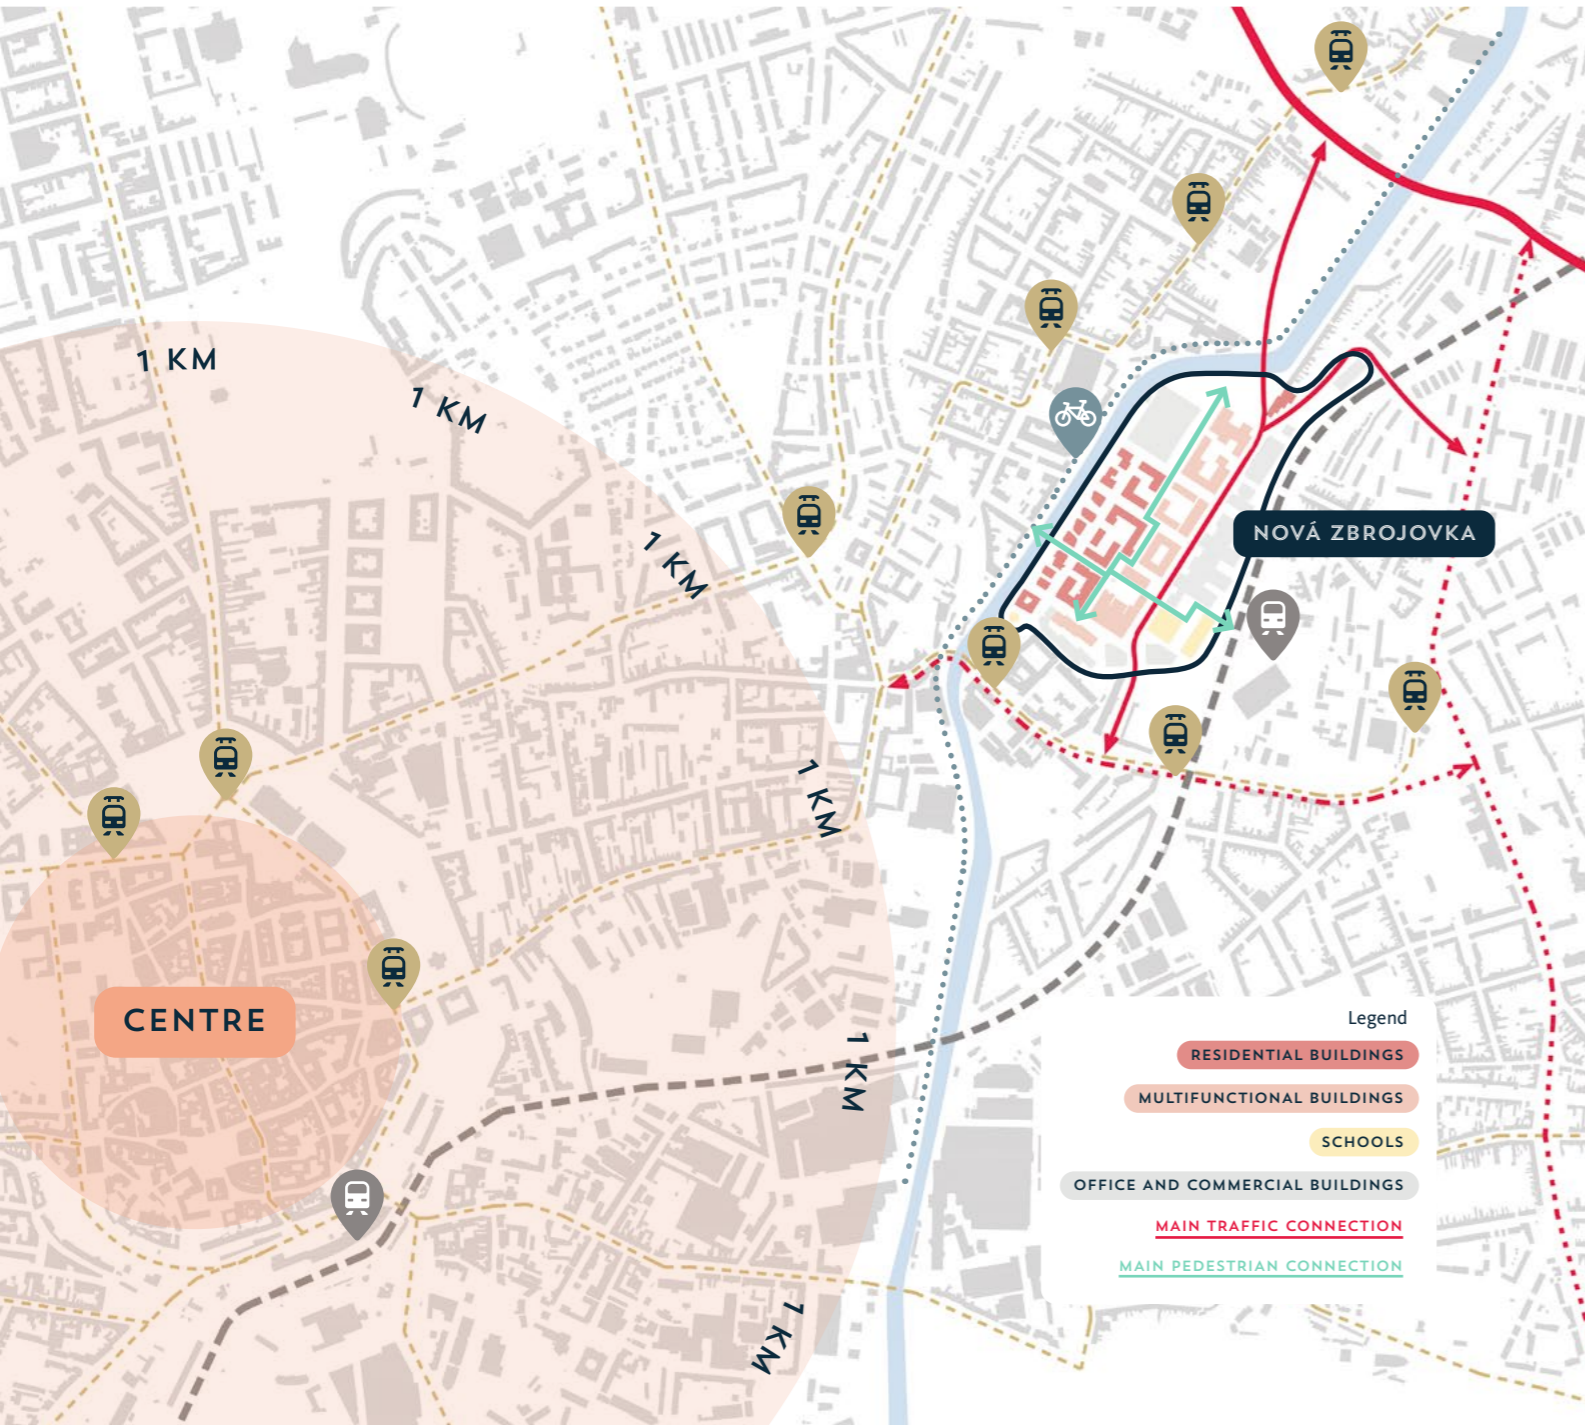 1 KM
1 KM
1 KM
NOVÁ ZBROJOVKA
1 KM
CENTRE
1 KM
1 KM
Legend
RESIDENTIAL BUILDINGS
MULTIFUNCTIONAL BUILDINGS
SCHOOLS
OFFICE AND COMMERCIAL BUILDINGS
MAIN TRAFFIC CONNECTION
MAIN PEDESTRIAN CONNECTION